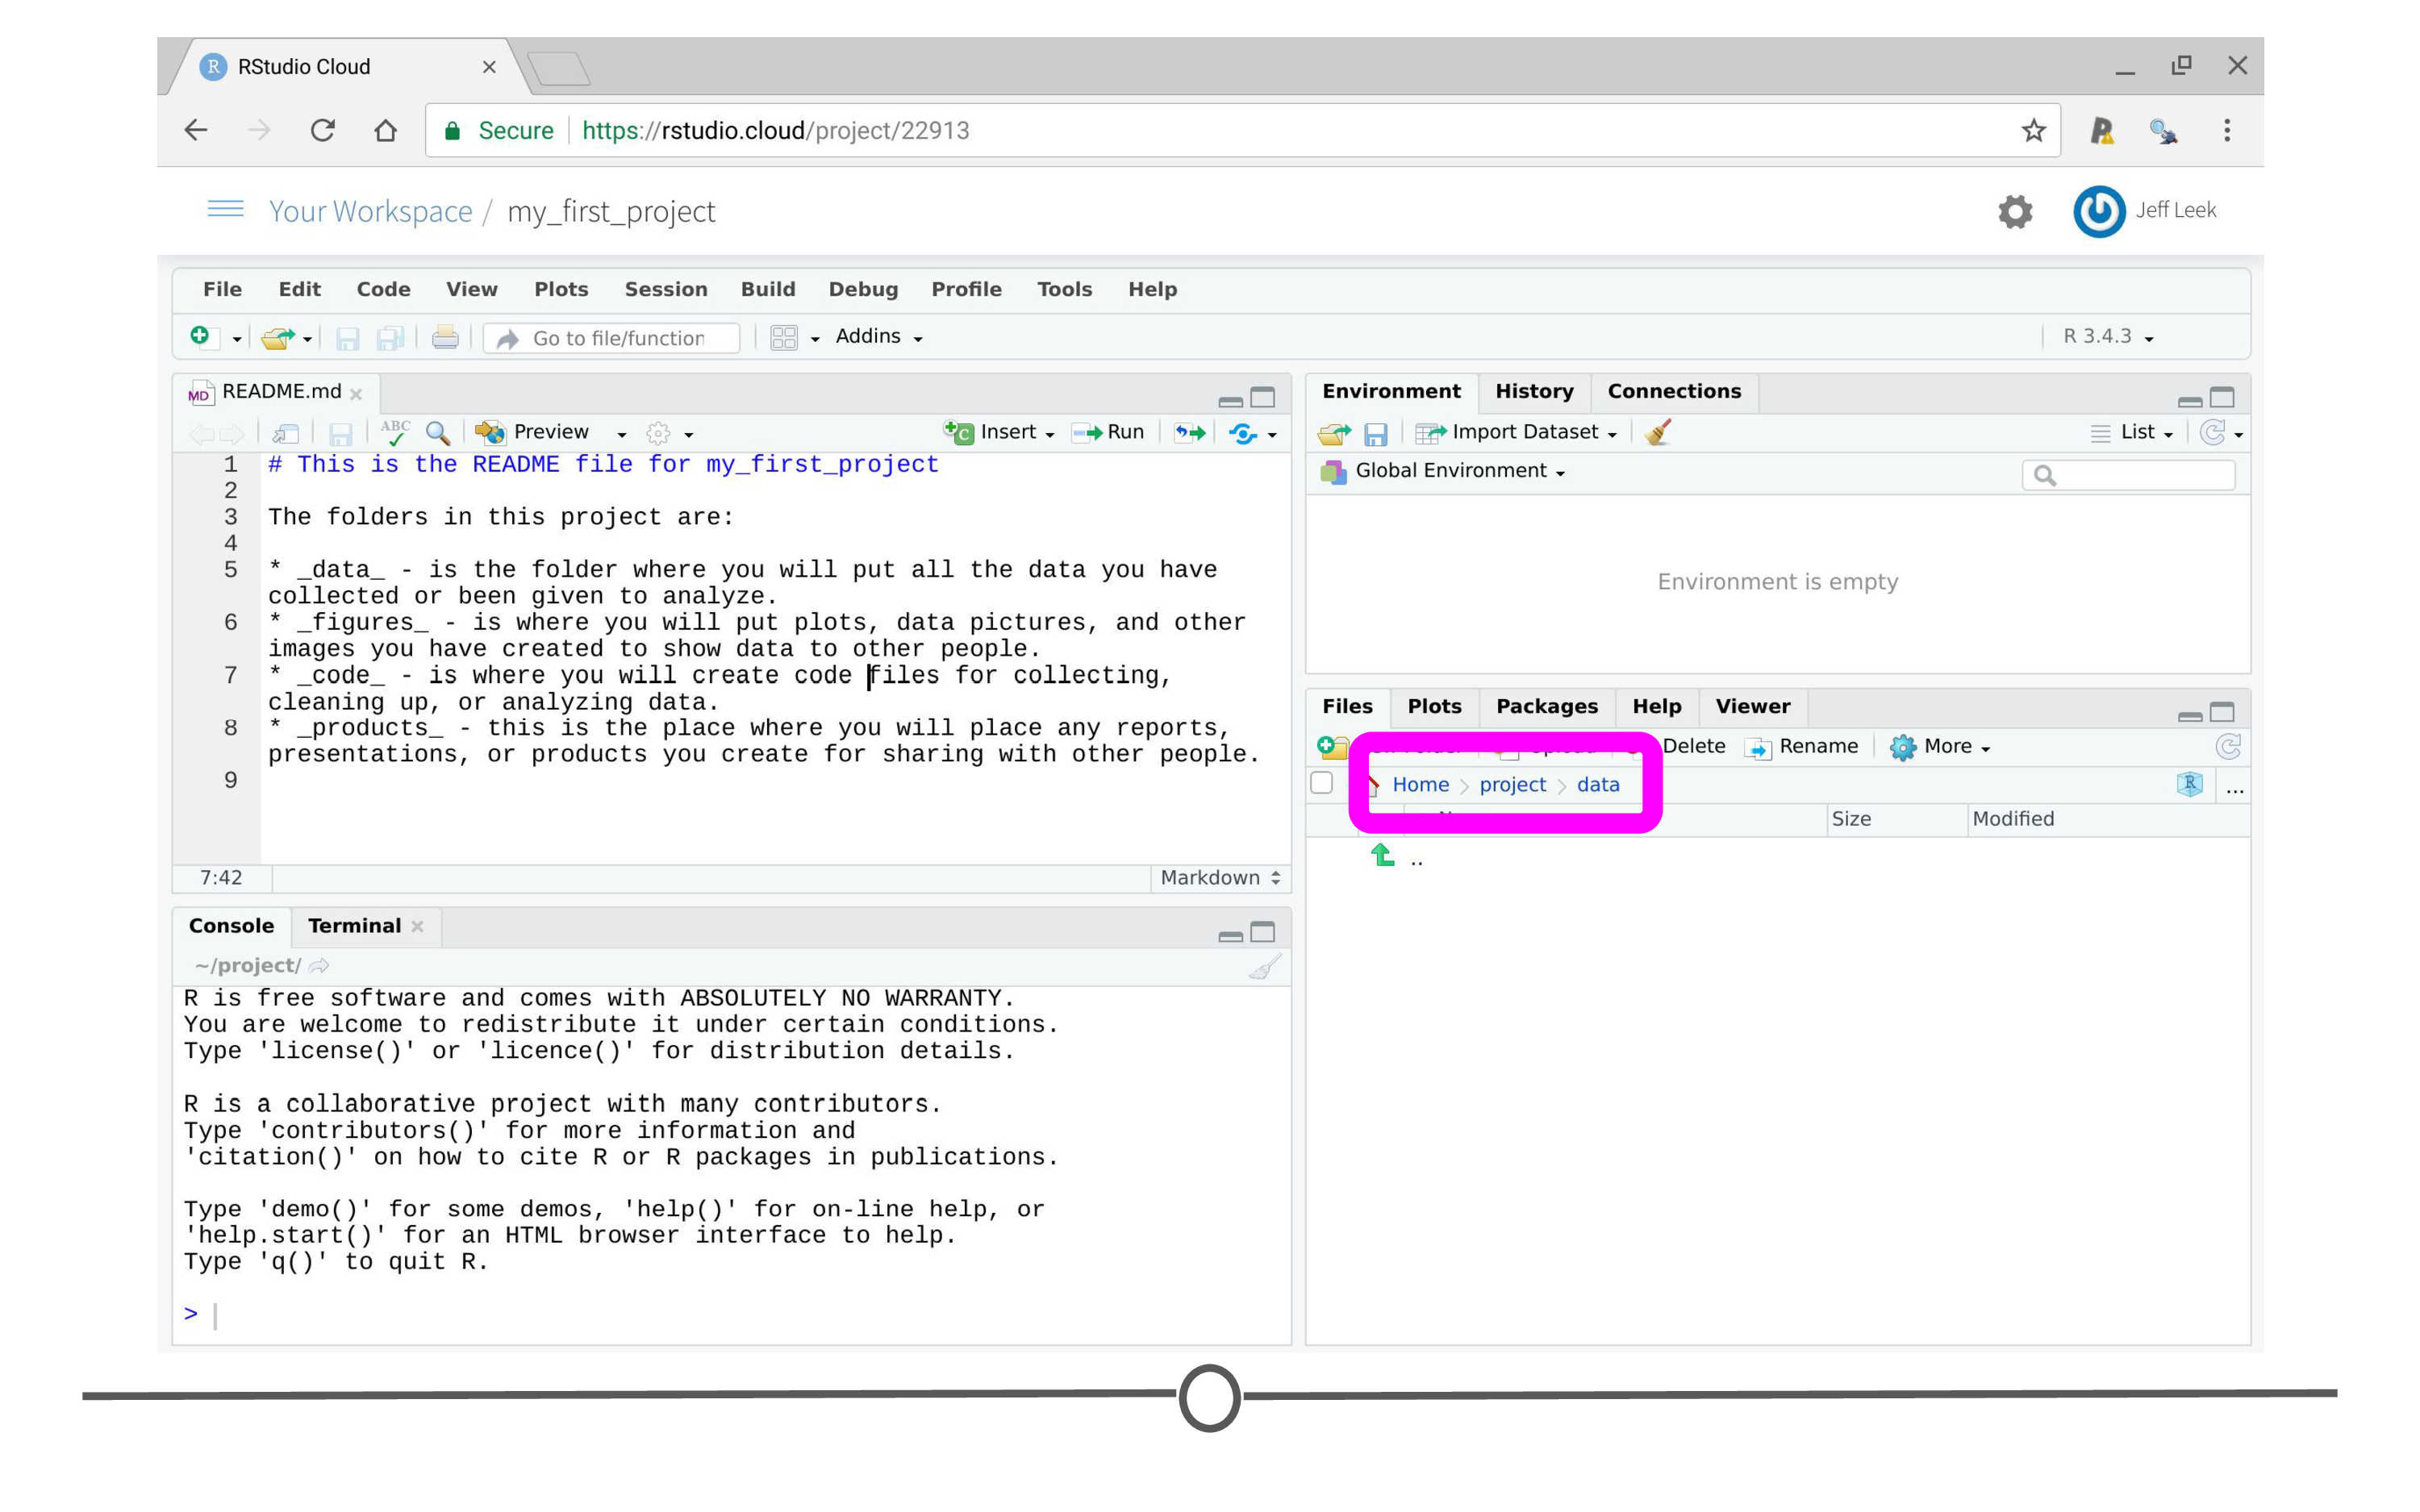 RStudio Cloud
Secure https://rstudio.cloud/project/22913
Your Workspace / my_first_project
Jeff Leek
File Edit Code View Plots Session Build Debug Profile Tools Help
Go to file/function Addins R 3.4.3
MD README.md
ABC Preview Insert Run
1 # This is the README file for my_first_project
2
3 The folders in this project are:
4
5 * _data_ - is the folder where you will put all the data you have
collected or been given to analyze.
6 * _figures_ - is where you will put plots, data pictures, and other
images you have created to show data to other people.
7 * _code_ - is where you will create code files for collecting,
cleaning up, or analyzing data.
8 * _products_ - this is the place where you will place any reports,
presentations, or products you create for sharing with other people.
9
7:42 Markdown
Console Terminal
~/project/
R is free software and comes with ABSOLUTELY NO WARRANTY.
You are welcome to redistribute it under certain conditions.
Type 'license()' or 'licence()' for distribution details.
R is a collaborative project with many contributors.
Type 'contributors()' for more information and
'citation()' on how to cite R or R packages in publications.
Type 'demo()' for some demos, 'help()' for on-line help, or
'help.start()' for an HTML browser interface to help.
Type 'q()' to quit R.
>
Environment History Connections
Import Dataset List
Global Environment
Environment is empty
Files Plots Packages Help Viewer
Delete Rename More
Home > project > data R ...
Size Modified
..